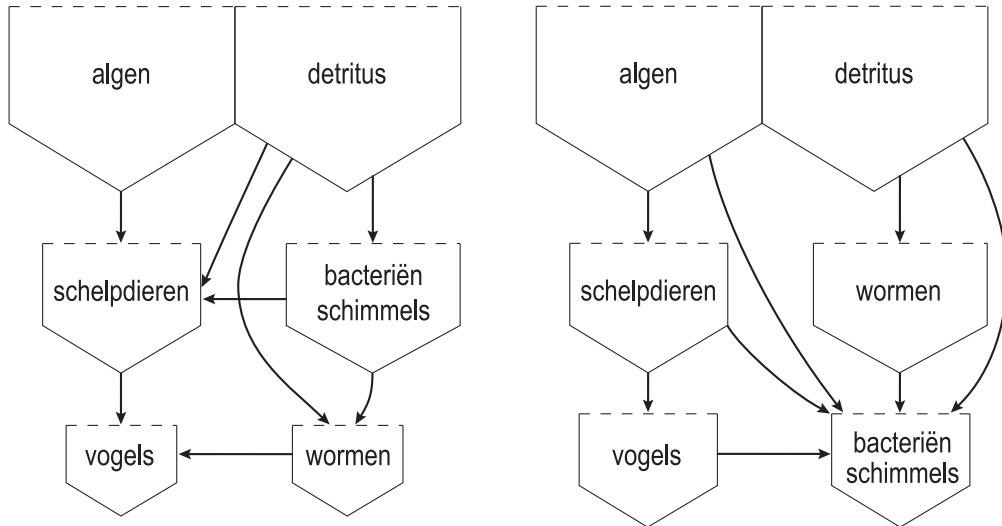 algen
detritus
schelpdieren
bacteriën
schimmels
vogels
wormen
algen
detritus
schelpdieren
wormen
vogels
bacteriën
schimmels